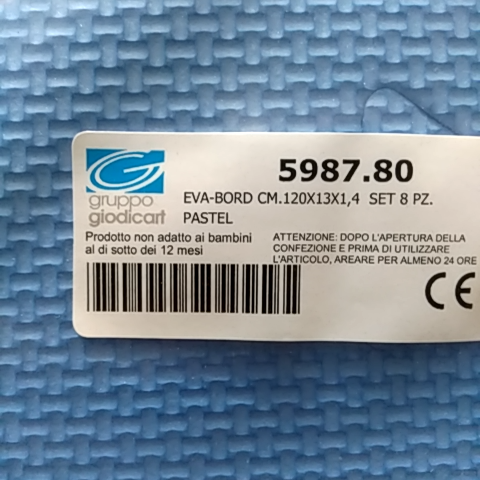 5987.80
gruppo
giodicart
EVA-BORD CM.120X13X1,4 SET 8 PZ.
PASTEL
Prodotto non adatto ai bambini
al di sotto dei 12 mesi
ATTENZIONE: DOPO L'APERTURA DELLA
CONFEZIONE E PRIMA DI UTILIZZARE
L'ARTICOLO, AREARE PER ALMENO 24 ORE
CE